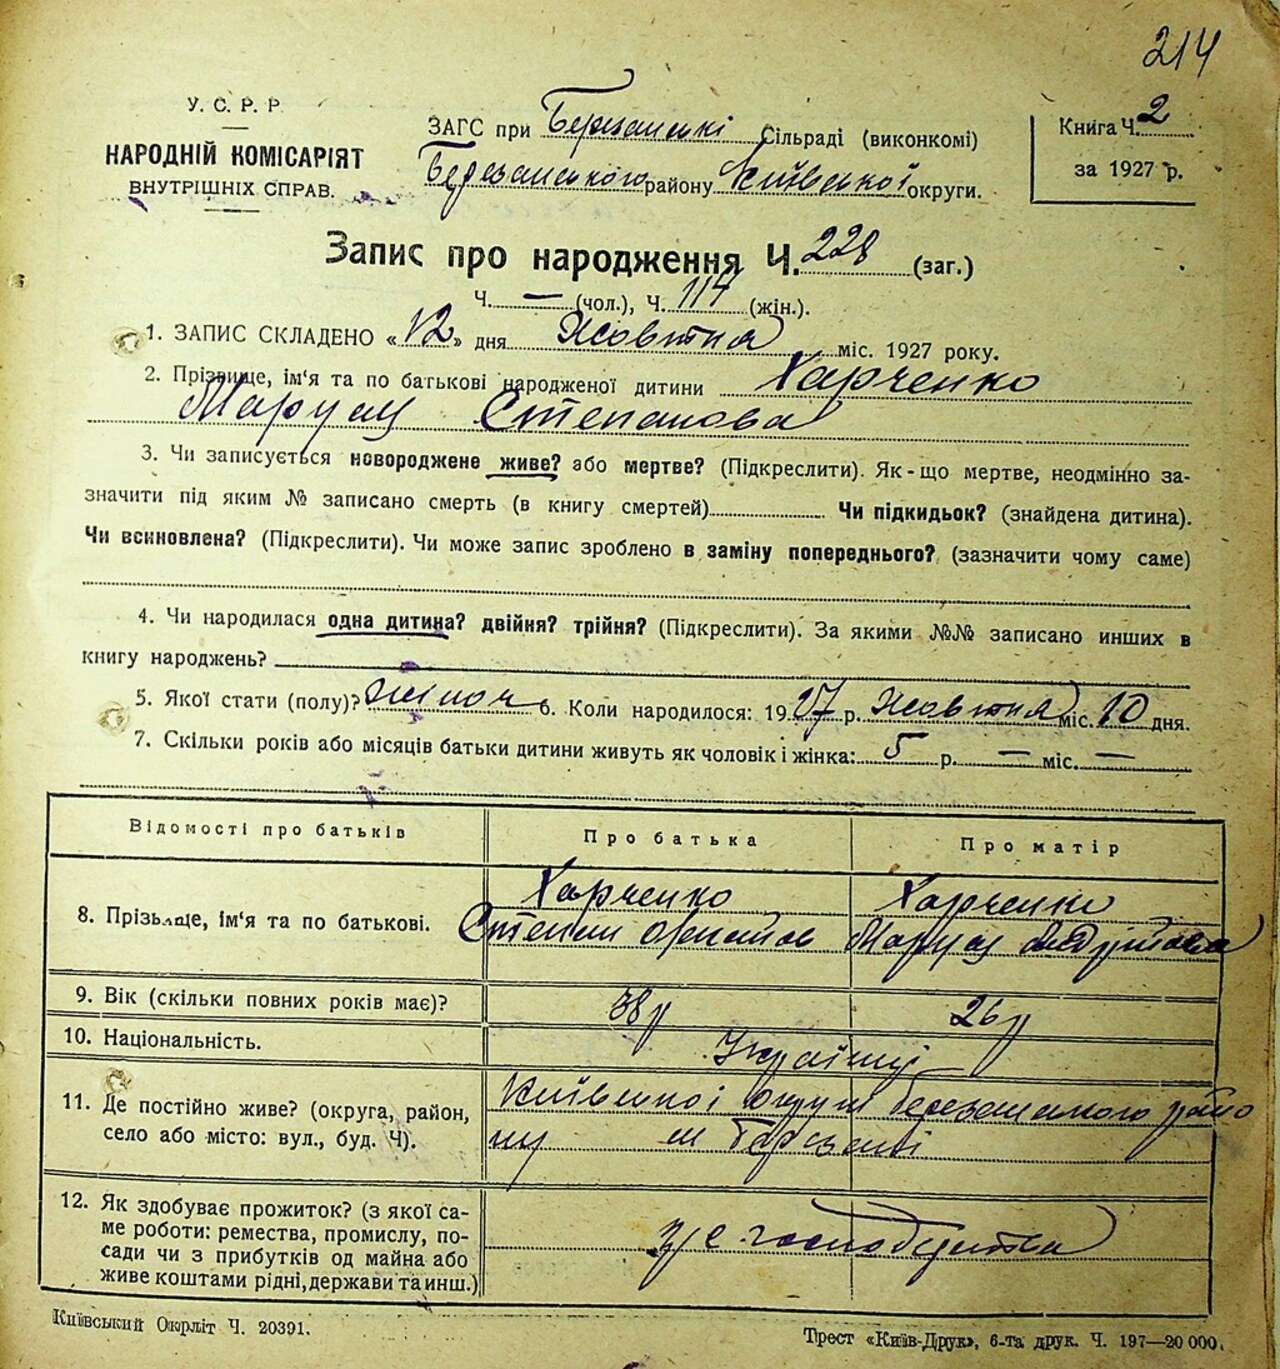 214
У. С. Р. Р.
НАРОДНІЙ КОМІСАРІЯТ
ВНУТРІШНІХ СПРАВ.
ЗАГС при Березанські Сільраді (виконкомі)
Березанського району Київської округи.
Книга Ч. 2
за 1927 р.
Запис про народження Ч. 228 (заг.)
Ч. — (чол.), Ч. 114 (жін.).
1. ЗАПИС СКЛАДЕНО «12» дня Жовтня міс. 1927 року.
2. Прізвище, ім'я та по батькові народженої дитини Харченко
Маруся Степанова
3. Чи записується новороджене живе? або мертве? (Підкреслити). Як-що мертве, неодмінно за-
значити під яким № записано смерть (в книгу смертей) Чи підкидьок? (знайдена дитина).
Чи всиновлена? (Підкреслити). Чи може запис зроблено в заміну попереднього? (зазначити чому саме)
4. Чи народилася одна дитина? двійня? трійня? (Підкреслити). За якими №№ записано инших в
книгу народжень?
5. Якої стати (полу)? жіноч 6. Коли народилося: 1927 р. Жовтня міс. 10 дня.
7. Скільки років або місяців батьки дитини живуть як чоловік і жінка: 5 р. — міс. —
Відомості про батьків Про батька Про матір
Харченко Харченко
8. Прізвище, ім'я та по батькові. Степан Маруся
9. Вік (скільки повних років має)? 38 р 26 р
10. Національність. Українці
11. Де постійно живе? (округа, район, Київської округи Березанського райо
село або місто: вул., буд. Ч). ну м Березані
12. Як здобуває прожиток? (з якої са-
ме роботи: ремества, промислу, по-
сади чи з прибутків од майна або
живе коштами рідні, держави та инш.)
господарства
Київський Окрліт Ч. 20391.
Трест «Київ-Друк», 6-та друк. Ч. 197—20 000.